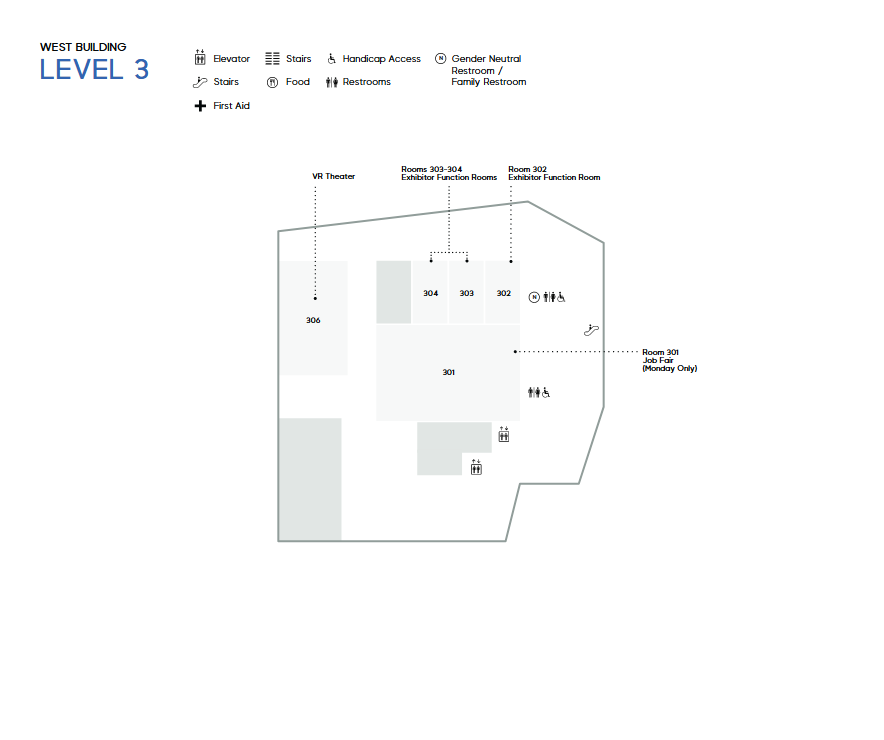 WEST BUILDING
LEVEL 3
Elevator
Stairs
Handicap Access
N
Gender Neutral
Restroom /
Family Restroom
Stairs
Food
Restrooms
First Aid
VR Theater
Rooms 303-304
Exhibitor Function Rooms
Room 302
Exhibitor Function Room
304
303
302
N
306
Room 301
Job Fair
(Monday Only)
301